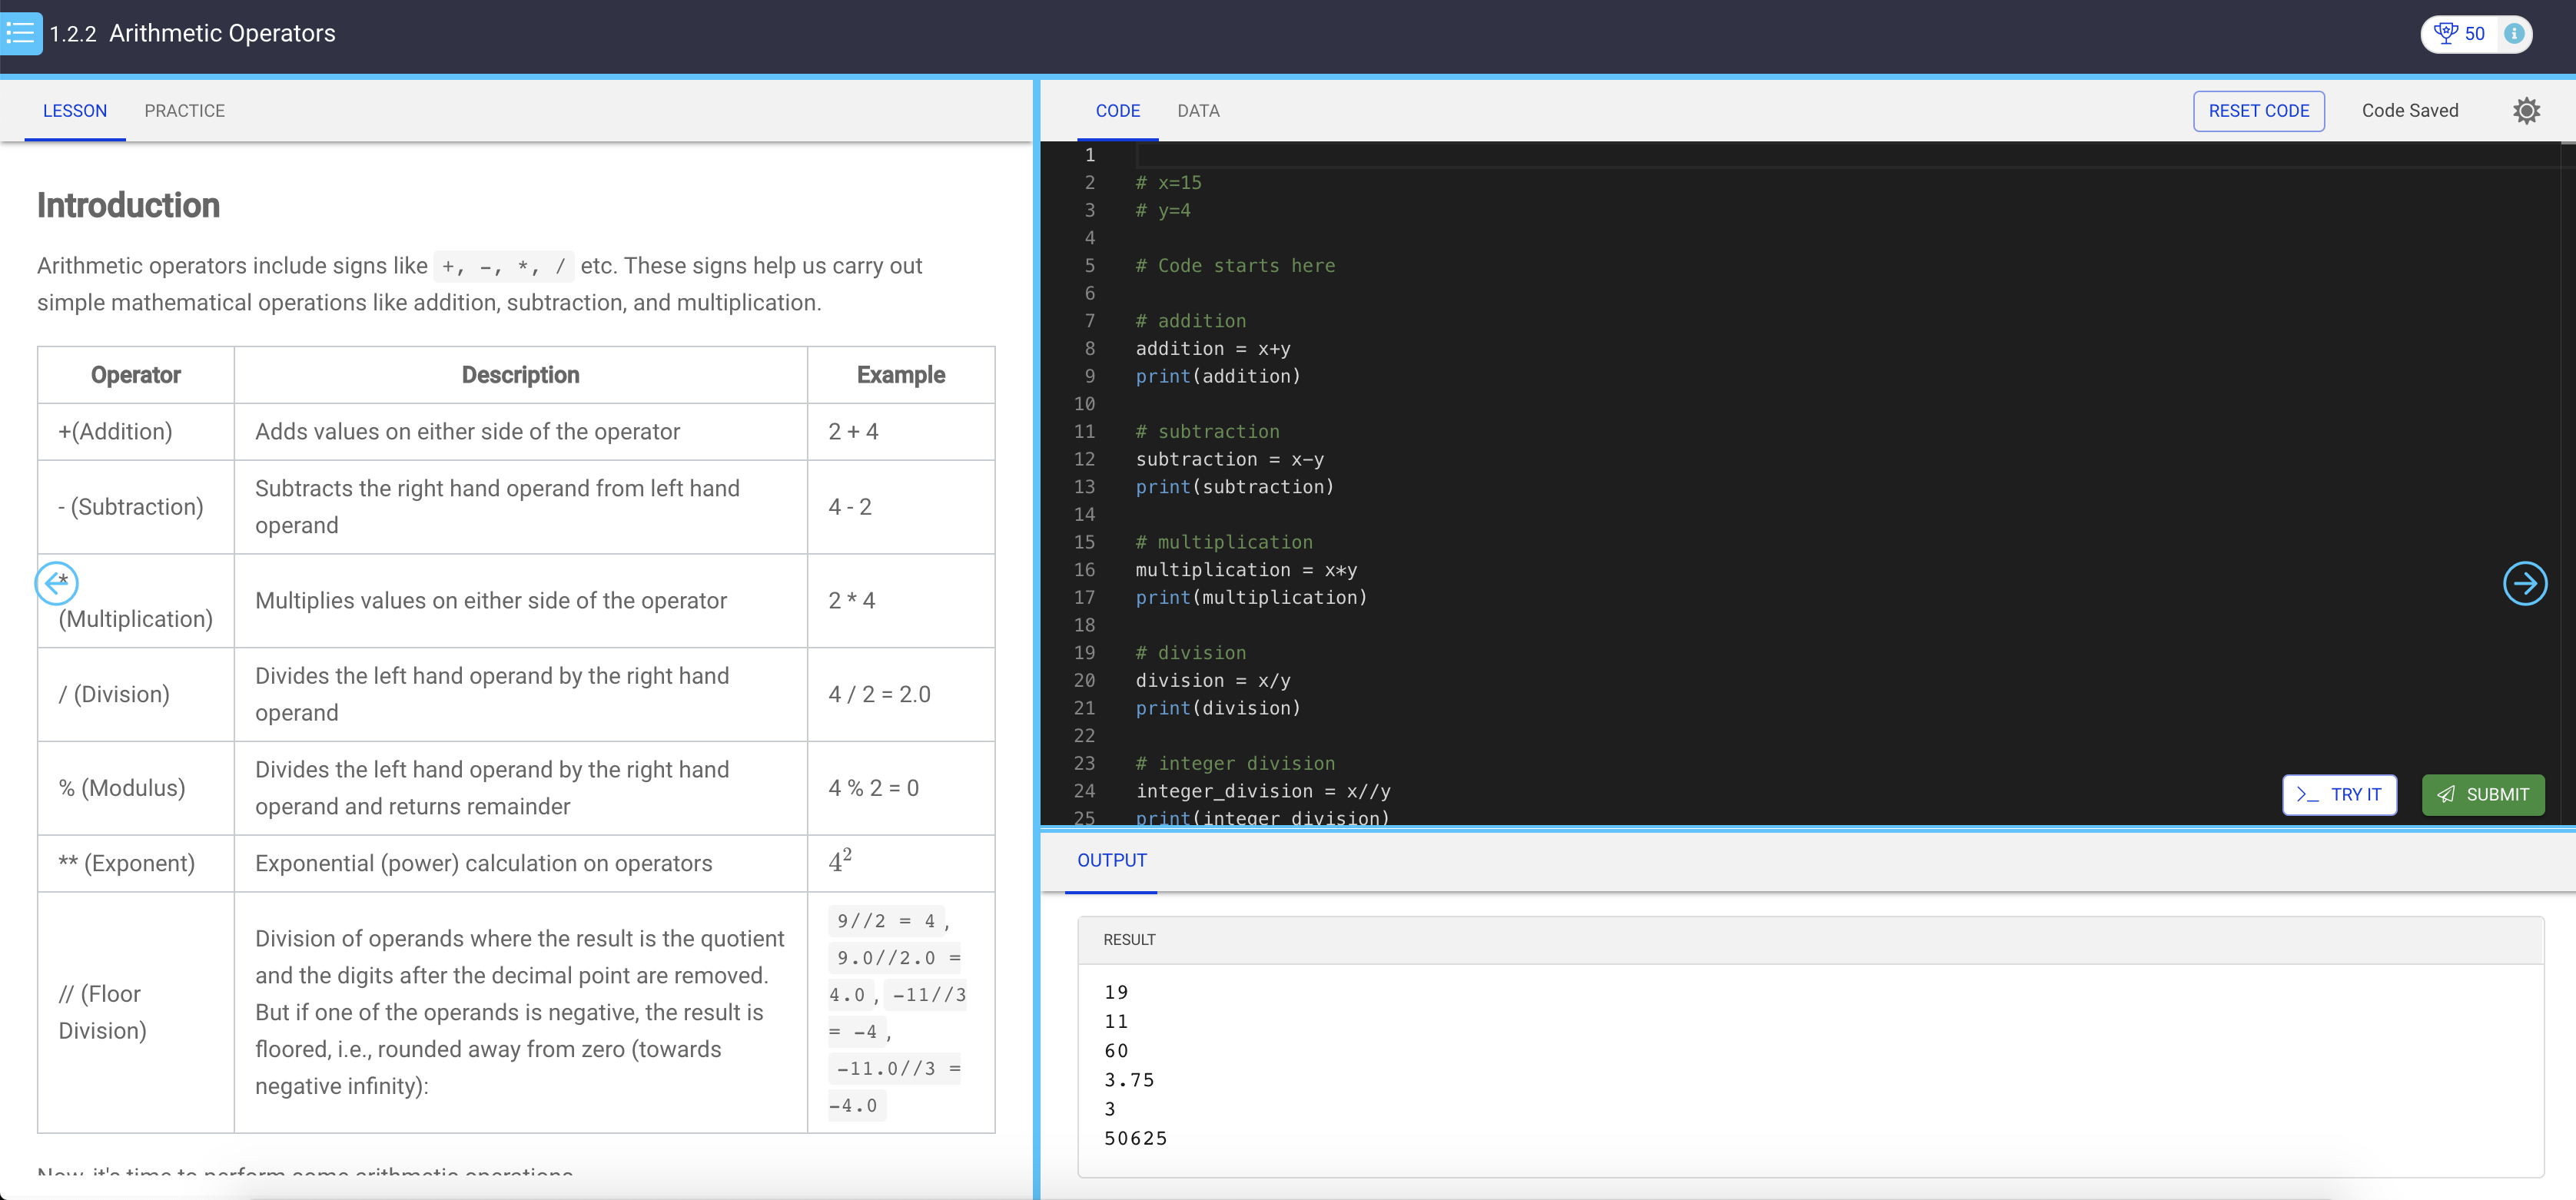 1.2.2 Arithmetic Operators
50
LESSON PRACTICE
Introduction
Arithmetic operators include signs like +, -, *, / etc. These signs help us carry out
simple mathematical operations like addition, subtraction, and multiplication.
Operator Description Example
+(Addition) Adds values on either side of the operator 2 + 4
- (Subtraction) Subtracts the right hand operand from left hand
operand 4 - 2
*
(Multiplication) Multiplies values on either side of the operator 2 * 4
/ (Division) Divides the left hand operand by the right hand
operand 4 / 2 = 2.0
% (Modulus) Divides the left hand operand by the right hand
operand and returns remainder 4 % 2 = 0
** (Exponent) Exponential (power) calculation on operators 4²
// (Floor
Division)
Division of operands where the result is the quotient
and the digits after the decimal point are removed.
But if one of the operands is negative, the result is
floored, i.e., rounded away from zero (towards
negative infinity):
9//2 = 4 ,
9.0//2.0 =
4.0 , -11//3
= -4 ,
-11.0//3 =
-4.0
Now, it's time to perform some arithmetic operations
CODE DATA
RESET CODE Code Saved
1
2 # x=15
3 # y=4
4
5 # Code starts here
6
7 # addition
8 addition = x+y
9 print(addition)
10
11 # subtraction
12 subtraction = x-y
13 print(subtraction)
14
15 # multiplication
16 multiplication = x*y
17 print(multiplication)
18
19 # division
20 division = x/y
21 print(division)
22
23 # integer division
24 integer_division = x//y
25 print(integer_division)
>_ TRY IT SUBMIT
OUTPUT
RESULT
19
11
60
3.75
3
50625